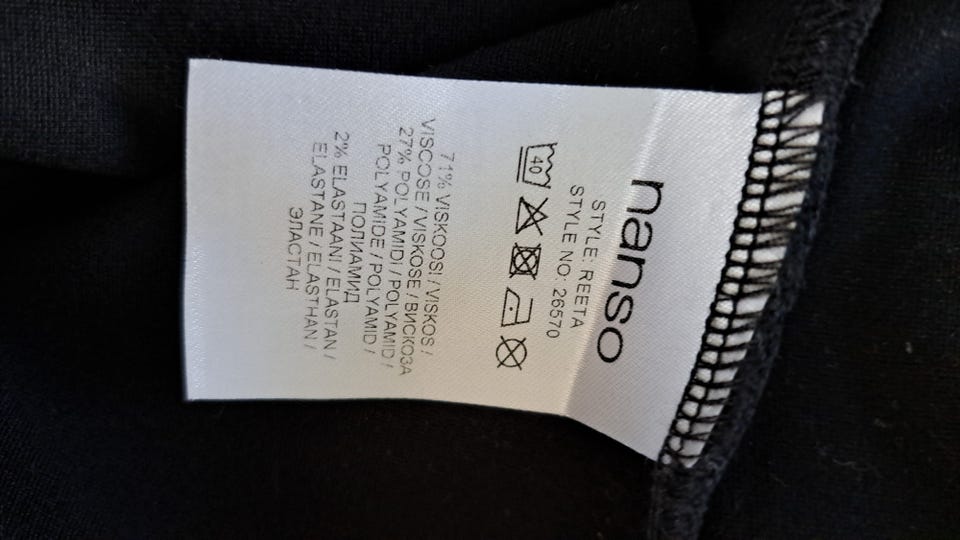 nanso
STYLE: REETA
STYLE NO: 26570
40
71% VISKOOSI / VISKOS /
VISCOSE / VISKOSE / ВИСКОЗА
27% POLYAMIDI / POLYAMID /
POLYAMIDE / POLYAMID /
ПОЛИАМИД
2% ELASTAANI / ELASTAN /
ELASTANE / ELASTHAN /
ЭЛАСТАН